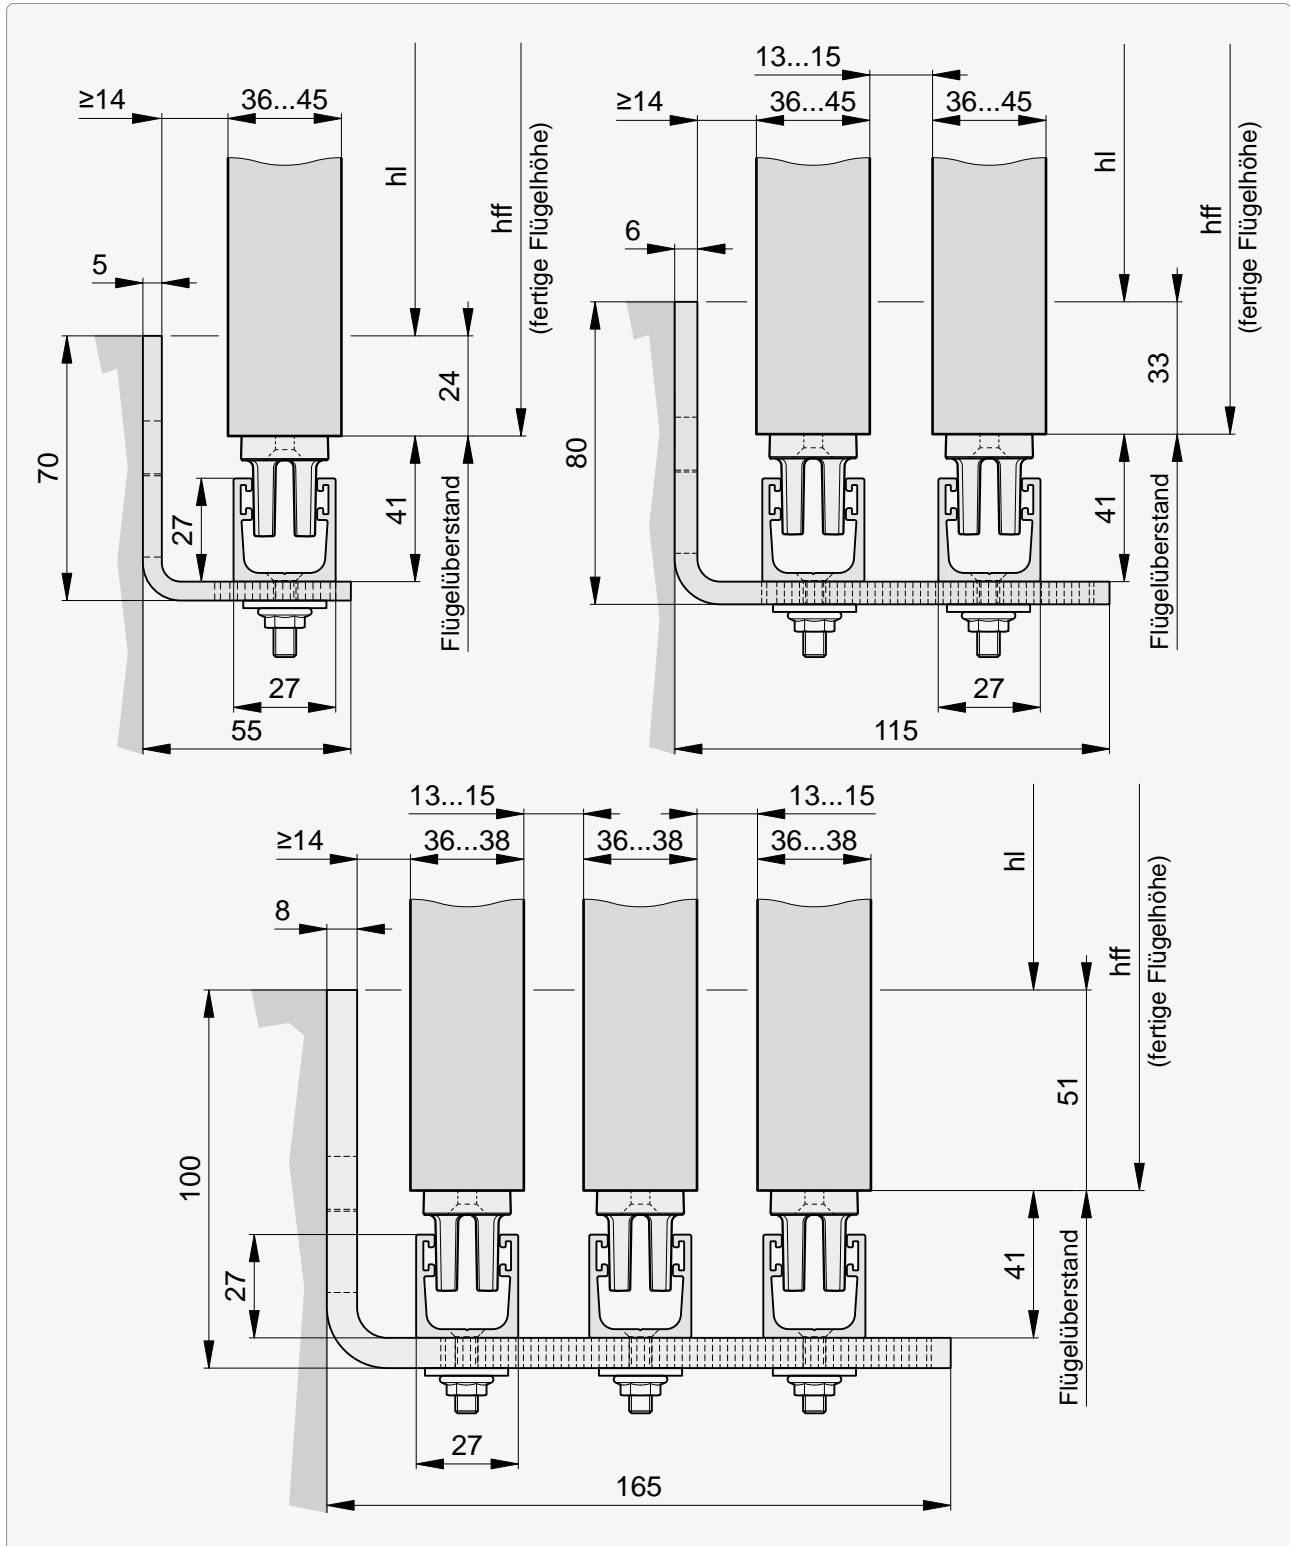 ≥14
36...45
hl
hff
(fertige Flügelhöhe)
5
24
70
27
41
Flügelüberstand
27
55
13...15
≥14
36...45
36...45
hl
hff
(fertige Flügelhöhe)
6
33
80
41
Flügelüberstand
27
115
13...15
13...15
≥14
36...38
36...38
36...38
hl
hff
(fertige Flügelhöhe)
8
51
100
27
41
Flügelüberstand
27
165